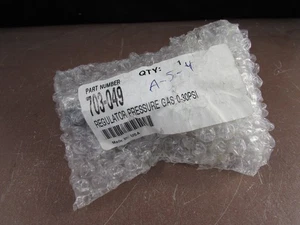 PART NUMBER
QTY: 1
703-049
A-5-4
REGULATOR PRESSURE GAS 0-30PSI